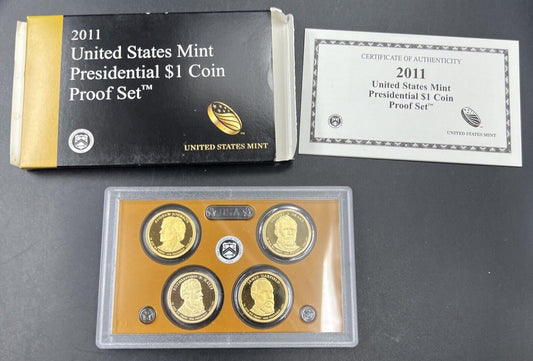 2011
United States Mint
Presidential $1 Coin
Proof Set™
UNITED STATES MINT
CERTIFICATE OF AUTHENTICITY
2011
United States Mint
Presidential $1 Coin
Proof Set™
UNITED STATES MINT
USA